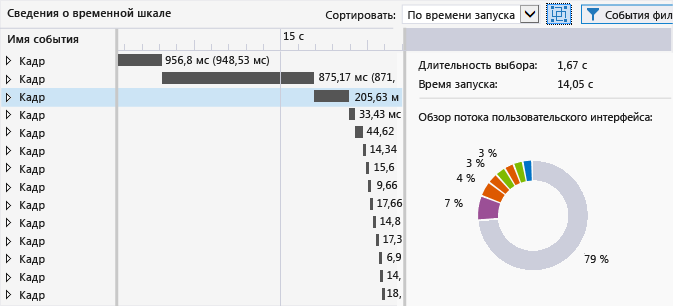 Сведения о временной шкале
Сортировать: По времени запуска События фил
Имя события
15 с
Кадр 956,8 мс (948,53 мс)
Кадр 875,17 мс (871,
Кадр 205,63 м
Кадр 33,43 мс
Кадр 44,62
Кадр 14,34
Кадр 15,6
Кадр 9,66
Кадр 17,66
Кадр 14,8
Кадр 17,3
Кадр 6,9
Кадр 14,
Кадр 18,
Длительность выбора: 1,67 с
Время запуска: 14,05 с
Обзор потока пользовательского интерфейса:
3 %
3 %
4 %
7 %
79 %